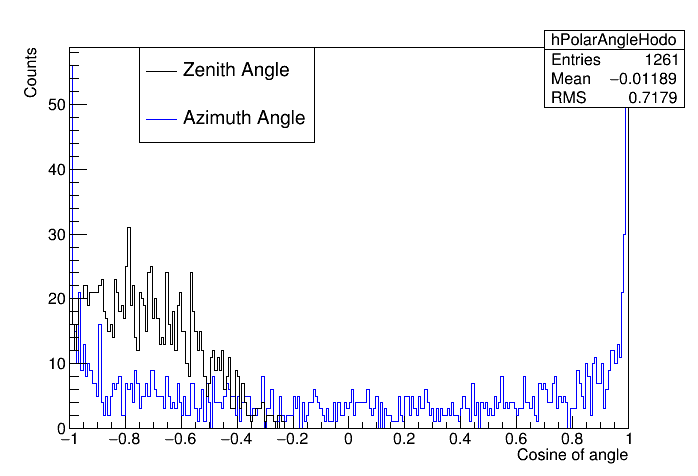 hPolarAngleHodo
Entries 1261
Mean −0.01189
RMS 0.7179
Zenith Angle
Azimuth Angle
Counts
50
40
30
20
10
0
−1 −0.8 −0.6 −0.4 −0.2 0 0.2 0.4 0.6 0.8 1
Cosine of angle